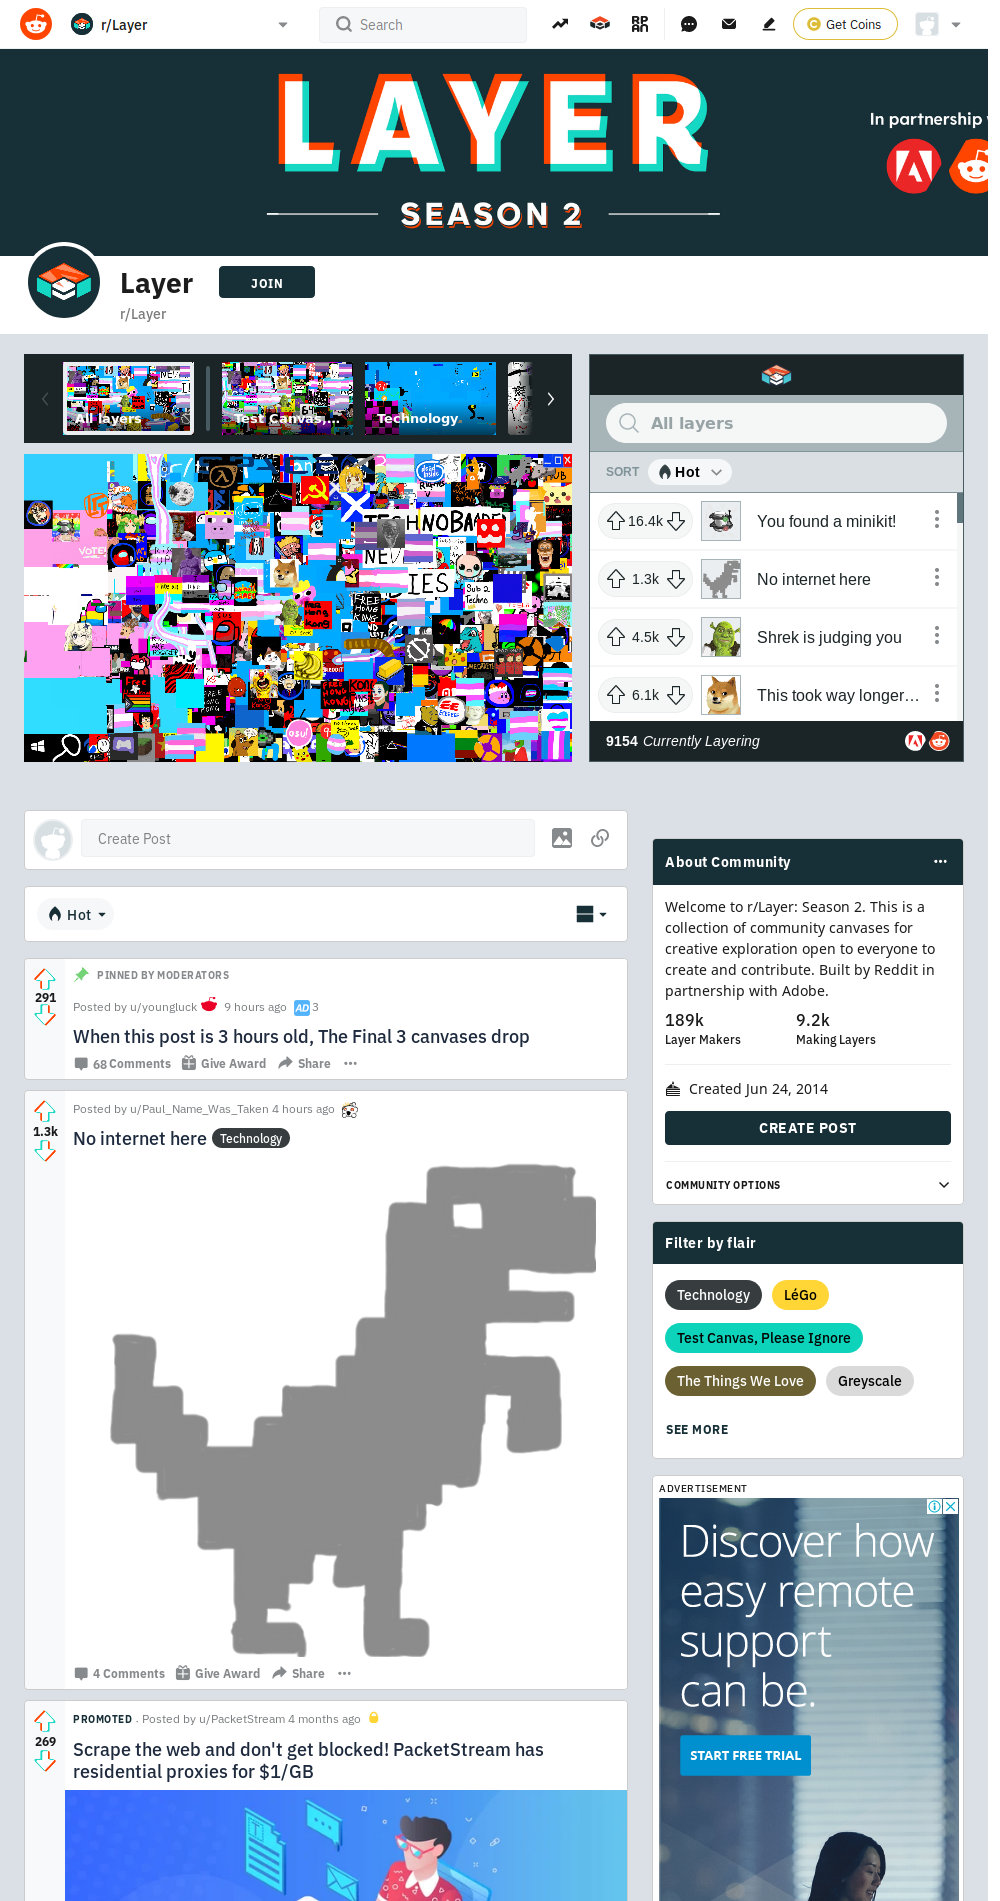 r/Layer
Search
Get Coins
LAYER
SEASON 2
In partnership
Layer
JOIN
r/Layer
All layers
Test Canvas,...
Technology
All layers
SORT
Hot
16.4k
You found a minikit!
1.3k
No internet here
4.5k
Shrek is judging you
6.1k
This took way longer...
9154 Currently Layering
VOTE
Create Post
Hot
291
PINNED BY MODERATORS
Posted by u/youngluck 9 hours ago AD 3
When this post is 3 hours old, The Final 3 canvases drop
68 Comments Give Award Share
1.3k
Posted by u/Paul_Name_Was_Taken 4 hours ago
No internet here Technology
4 Comments Give Award Share
269
PROMOTED · Posted by u/PacketStream 4 months ago
Scrape the web and don't get blocked! PacketStream has
residential proxies for $1/GB
About Community
Welcome to r/Layer: Season 2. This is a
collection of community canvases for
creative exploration open to everyone to
create and contribute. Built by Reddit in
partnership with Adobe.
189k 9.2k
Layer Makers Making Layers
Created Jun 24, 2014
CREATE POST
COMMUNITY OPTIONS
Filter by flair
Technology LéGo
Test Canvas, Please Ignore
The Things We Love Greyscale
SEE MORE
ADVERTISEMENT
Discover how
easy remote
support
can be.
START FREE TRIAL